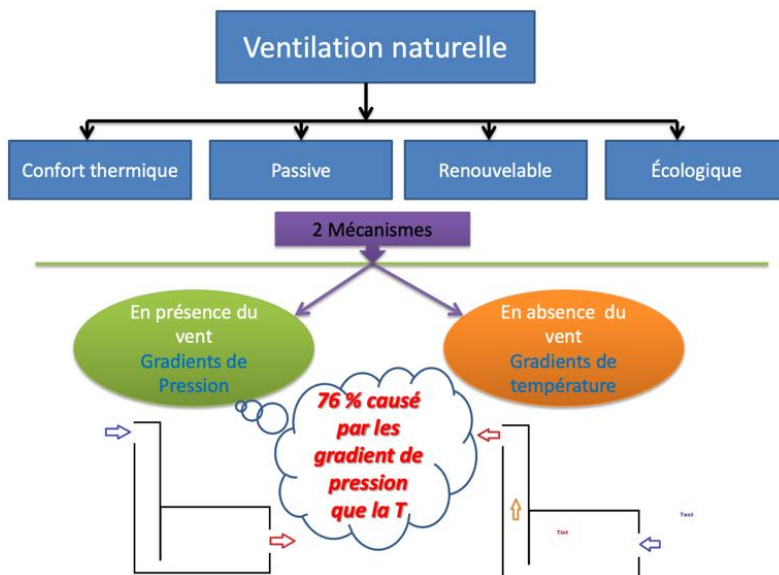 Ventilation naturelle
Confort thermique
Passive
Renouvelable
Écologique
2 Mécanismes
En présence du
vent
Gradients de
Pression
En absence du
vent
Gradients de
température
76 % causé
par les
gradient de
pression
que la T
Tint
Text